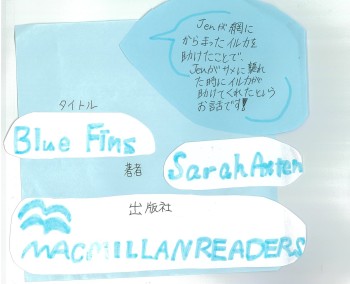 Jenが網に
からまったイルカを
助けたことで、
Jenがサメに襲れ
た時にイルカが
助けてくれたという
お話です!!
タイトル
Blue Fins
著者
Sarah Axten
出版社
MACMILLAN READERS